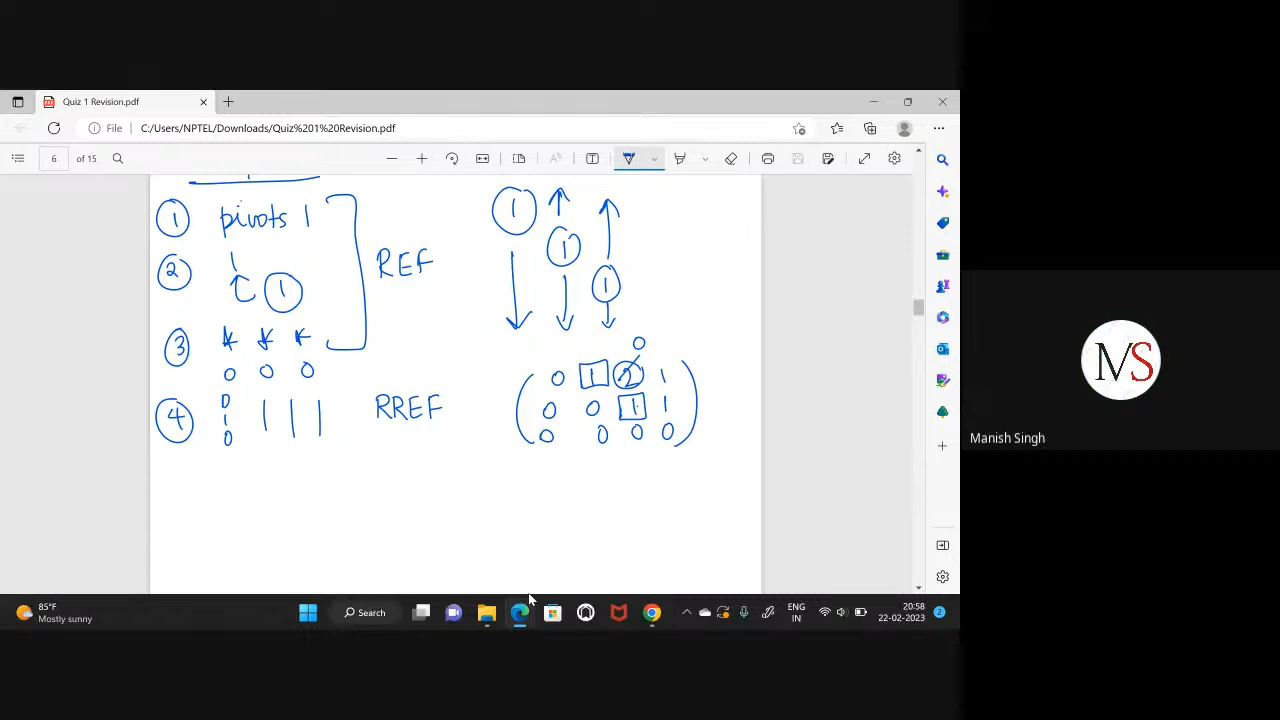 Quiz 1 Revision.pdf
File C:/Users/NPTEL/Downloads/Quiz%201%20Revision.pdf
6 of 15
1 pivots 1
2 1
1
REF
3 * * *
0 0 0
4 0
1
0
RREF
1
1
1
0
0 1 2 1
0 0 1 1
0 0 0 0
MS
Manish Singh
85°F
Mostly sunny
Search
ENG
IN
20:58
22-02-2023
2